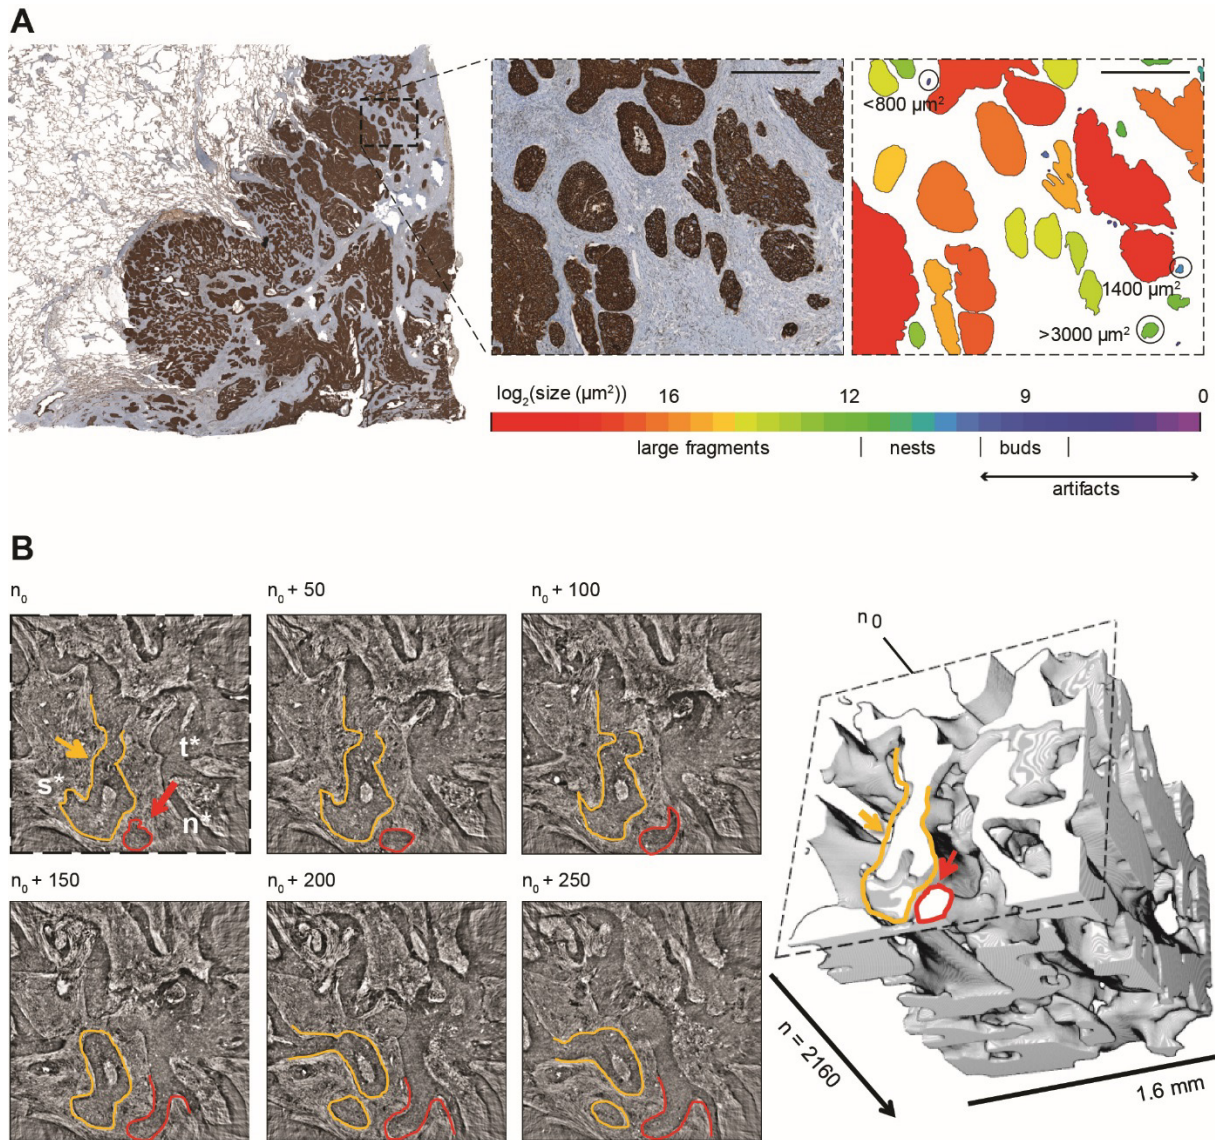 A
<800 µm²
1400 µm²
>3000 µm²
log₂(size (µm²)) 16 12 9 0
large fragments | nests | buds |
artifacts
B
n₀ n₀ + 50 n₀ + 100
n₀
t*
s*
n*
n₀ + 150 n₀ + 200 n₀ + 250
n = 2160
1.6 mm